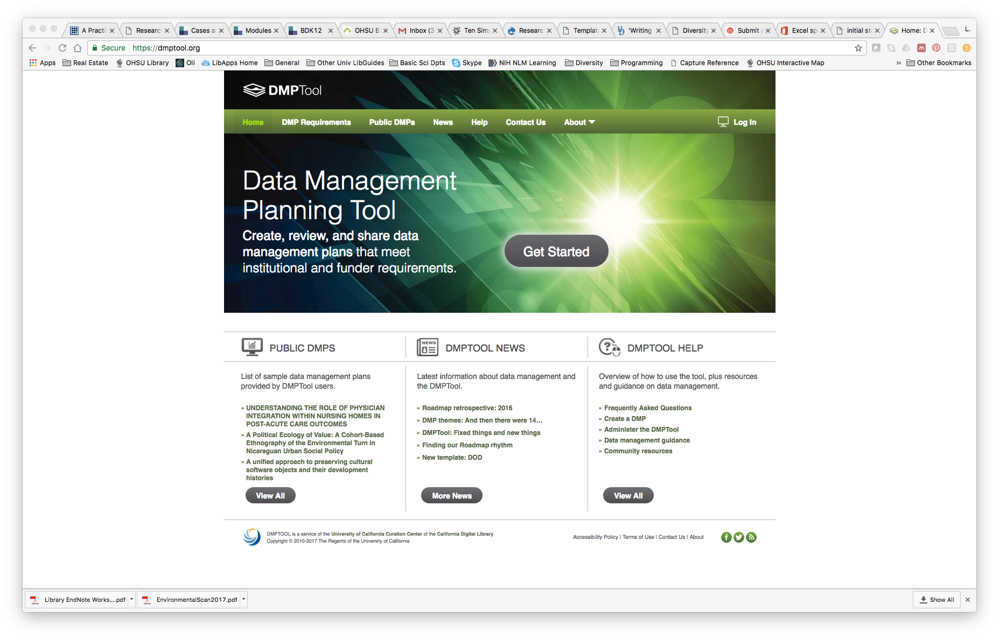 A Practi
Research
Cases a
Modules
BDK12
OHSU B
Inbox (3
Ten Simp
Research
Template
'Writing
Diversity
Submit a
Excel sp
initial ste
Home: D
L.
Secure https://dmptool.org
Apps Real Estate OHSU Library Oli LibApps Home General Other Univ LibGuides Basic Sci Dpts Skype NIH NLM Learning Diversity Programming Capture Reference OHSU Interactive Map » Other Bookmarks
DMPTool
Home DMP Requirements Public DMPs News Help Contact Us About Log In
Data Management
Planning Tool
Create, review, and share data
management plans that meet
institutional and funder requirements.
Get Started
PUBLIC DMPS
List of sample data management plans
provided by DMPTool users.
» UNDERSTANDING THE ROLE OF PHYSICIAN
INTEGRATION WITHIN NURSING HOMES IN
POST-ACUTE CARE OUTCOMES
» A Political Ecology of Value: A Cohort-Based
Ethnography of the Environmental Turn in
Nicaraguan Urban Social Policy
» A unified approach to preserving cultural
software objects and their development
histories
View All
NEWS
DMPTOOL NEWS
Latest information about data management and
the DMPTool.
» Roadmap retrospective: 2016
» DMP themes: And then there were 14...
» DMPTool: Fixed things and new things
» Finding our Roadmap rhythm
» New template: DOD
More News
DMPTOOL HELP
Overview of how to use the tool, plus resources
and guidance on data management.
» Frequently Asked Questions
» Create a DMP
» Administer the DMPTool
» Data management guidance
» Community resources
View All
DMPTOOL is a service of the University of California Curation Center of the California Digital Library
Copyright © 2010-2017 The Regents of the University of California
Accessibility Policy | Terms of Use | Contact Us | About
Library EndNote Works....pdf
EnvironmentalScan2017.pdf
Show All